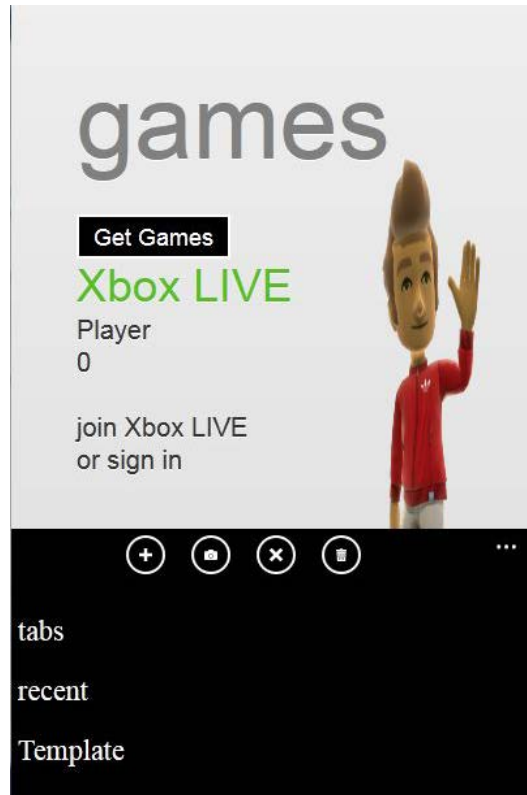 games
Get Games
Xbox LIVE
Player
0
join Xbox LIVE
or sign in
tabs
recent
Template